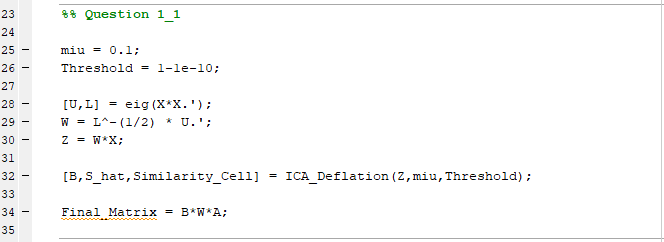 23 %% Question 1_1
24
25 – miu = 0.1;
26 – Threshold = 1-1e-10;
27
28 – [U,L] = eig(X*X.');
29 – W = L^-(1/2) * U.';
30 – Z = W*X;
31
32 – [B,S_hat,Similarity_Cell] = ICA_Deflation(Z,miu,Threshold);
33
34 – Final_Matrix = B*W*A;
35